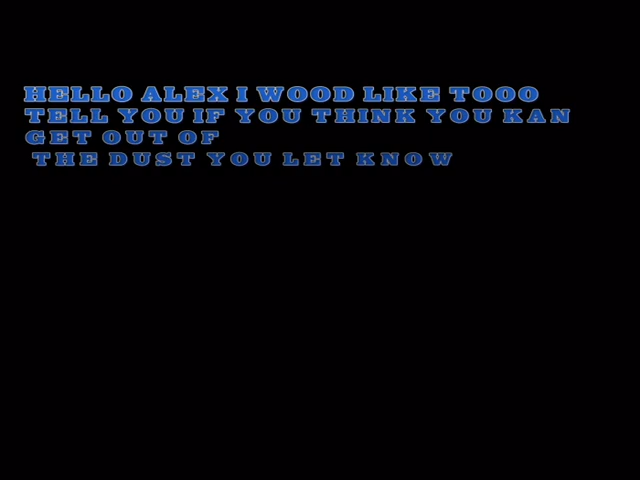 HELLO ALEX I WOOD LIKE TOOO
TELL YOU IF YOU THINK YOU KAN
GET OUT OF
THE DUST YOU LET KNOW